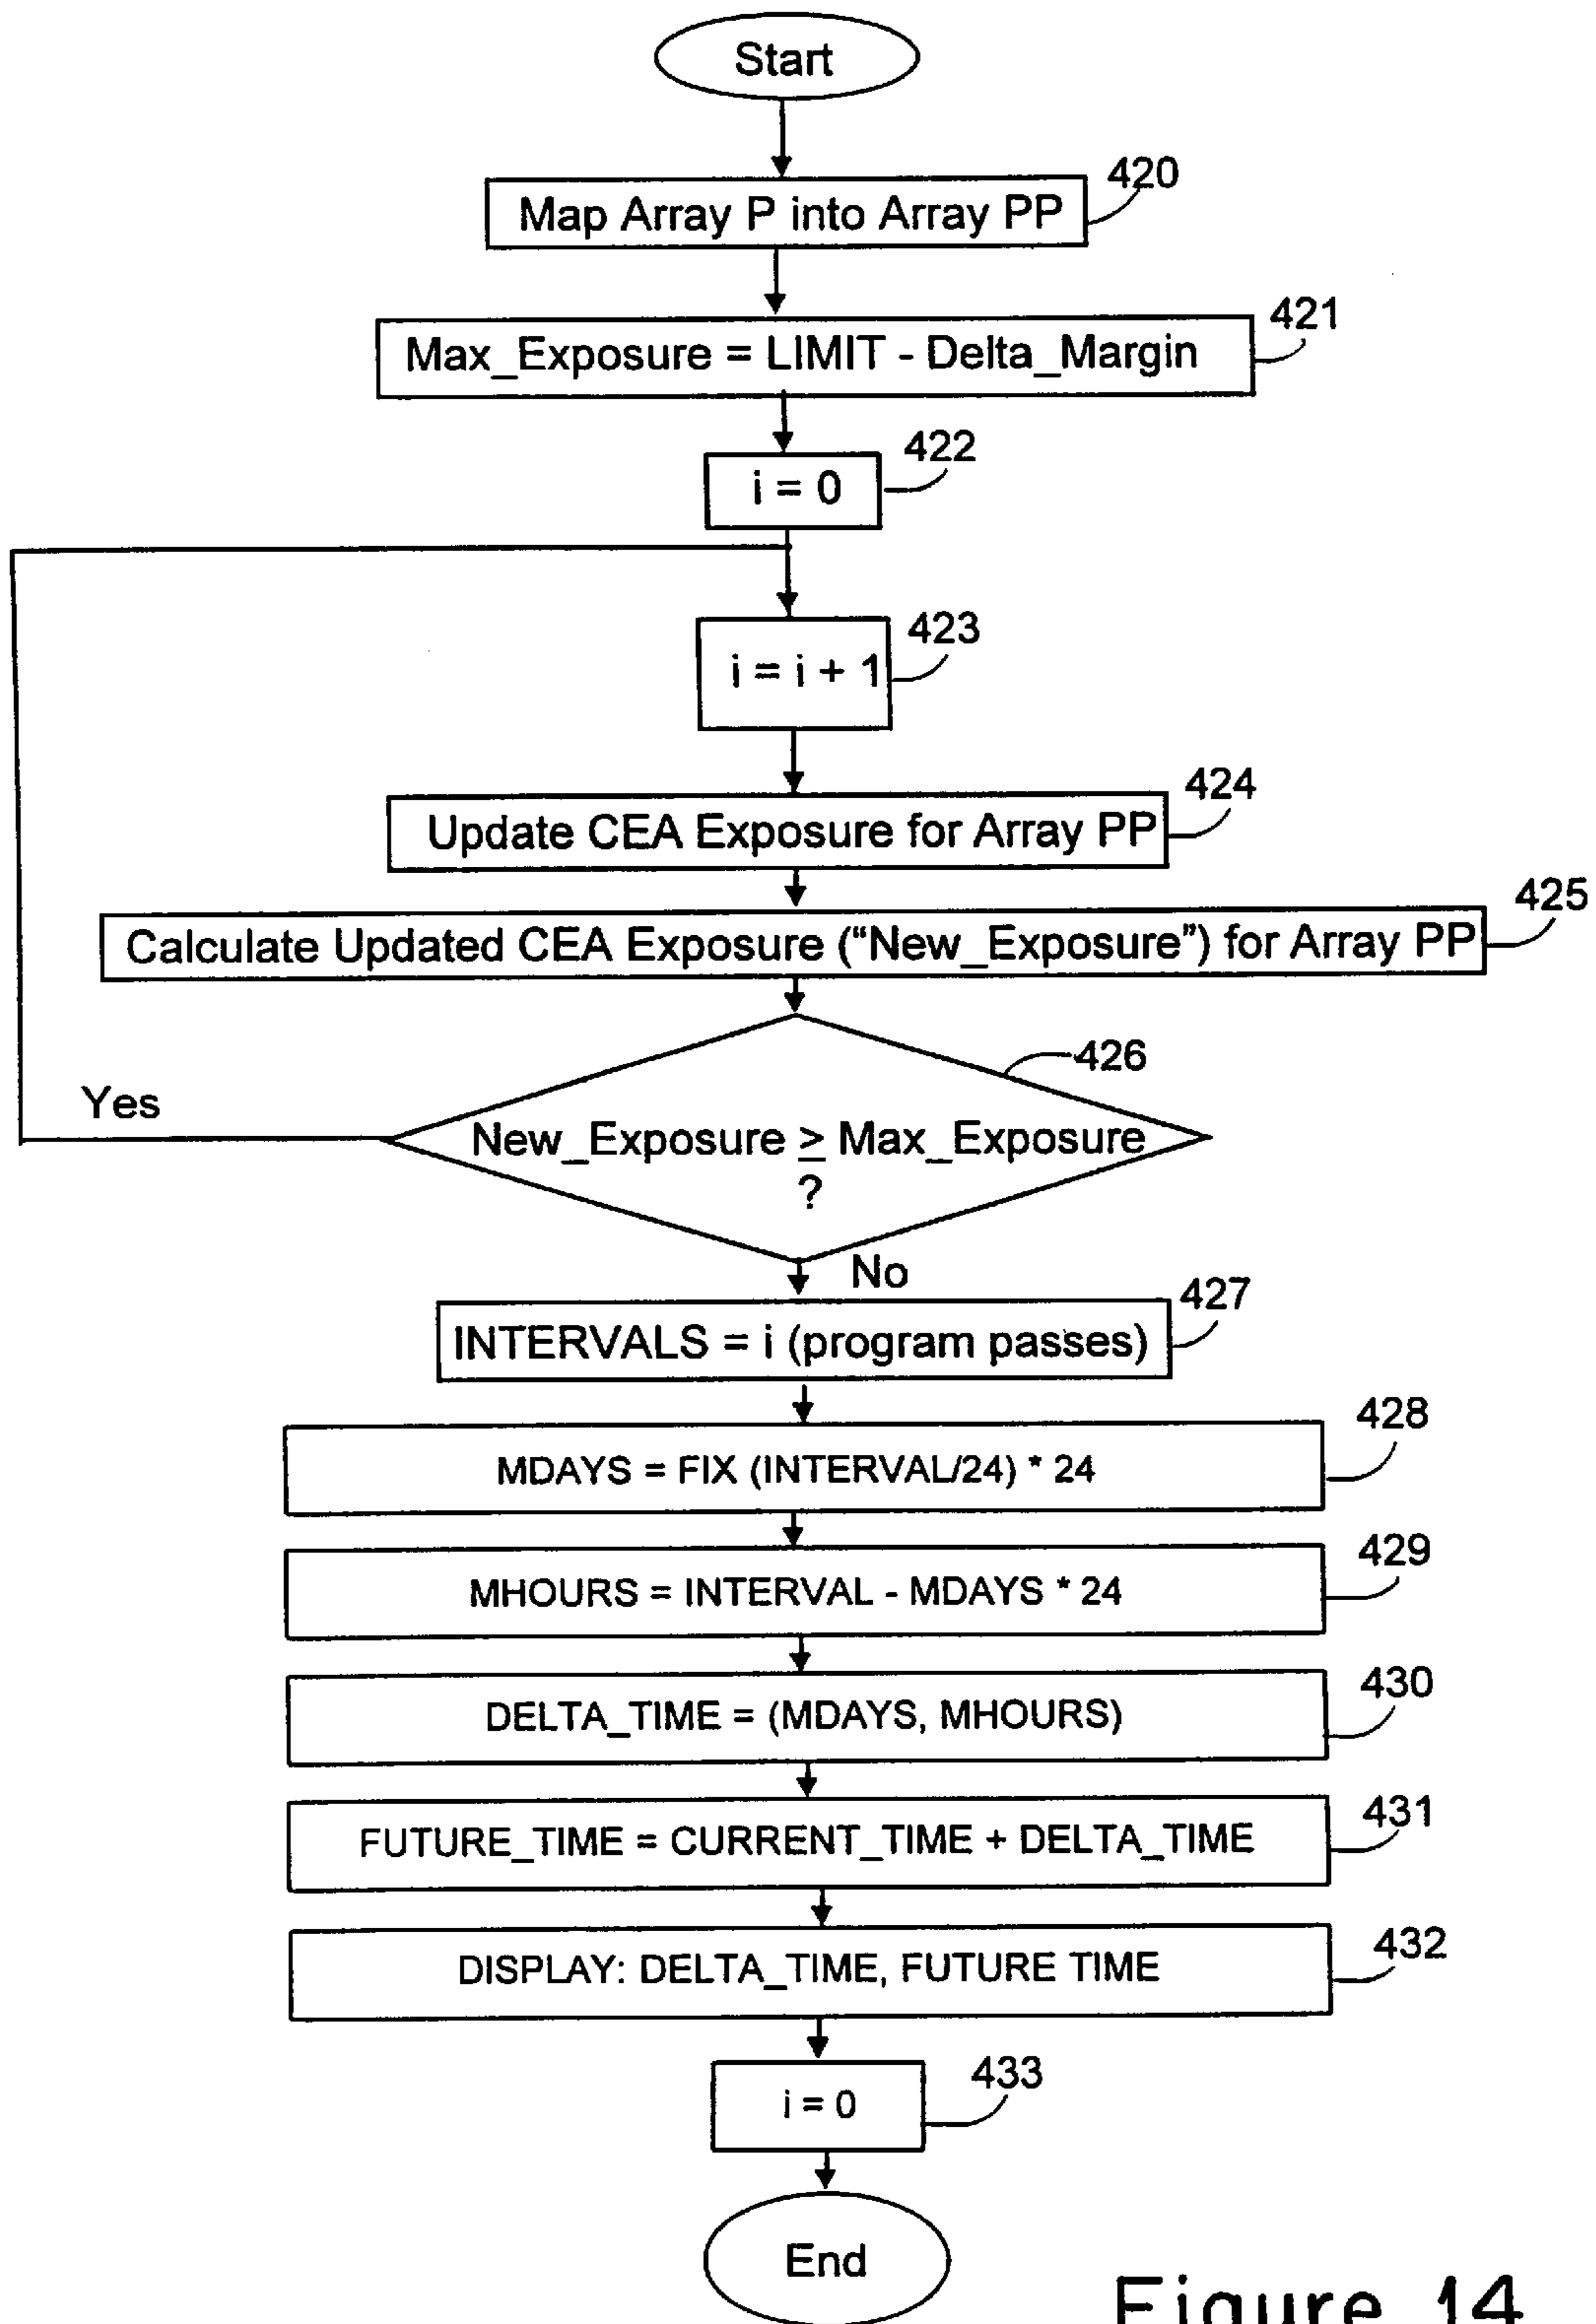 Start
420
Map Array P into Array PP
421
Max_Exposure = LIMIT - Delta_Margin
422
i = 0
423
i = i + 1
424
Update CEA Exposure for Array PP
425
Calculate Updated CEA Exposure (“New_Exposure”) for Array PP
426
Yes
New_Exposure ≥ Max_Exposure
?
No
427
INTERVALS = i (program passes)
428
MDAYS = FIX (INTERVAL/24) * 24
429
MHOURS = INTERVAL - MDAYS * 24
430
DELTA_TIME = (MDAYS, MHOURS)
431
FUTURE_TIME = CURRENT_TIME + DELTA_TIME
432
DISPLAY: DELTA_TIME, FUTURE TIME
433
i = 0
End
Figure 14